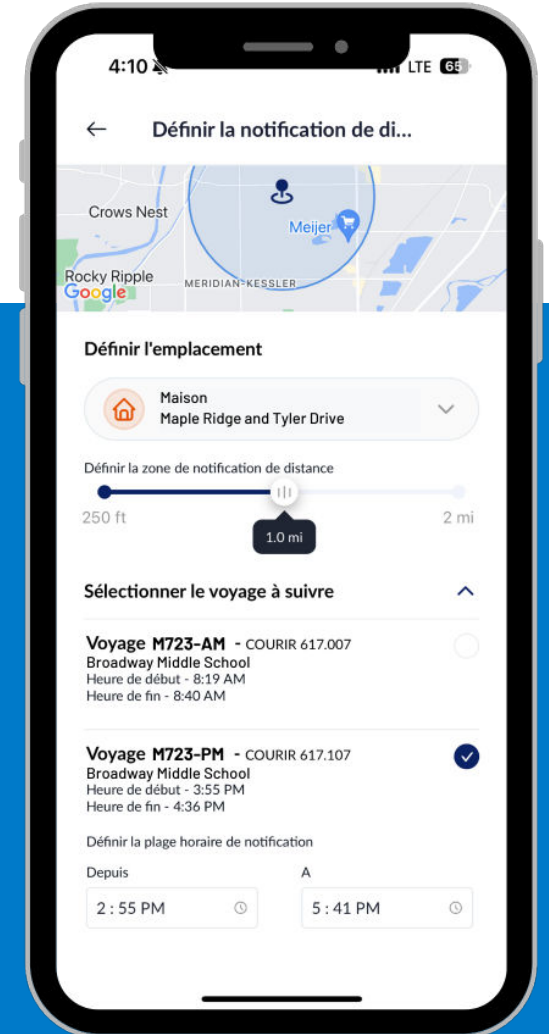 4:10 LTE 65
Définir la notification de di...
Crows Nest
Meijer
Rocky Ripple
Google
MERIDIAN-KESSLER
Définir l'emplacement
Maison
Maple Ridge and Tyler Drive
Définir la zone de notification de distance
250 ft 2 mi
1.0 mi
Sélectionner le voyage à suivre
Voyage M723-AM - COURIR 617.007
Broadway Middle School
Heure de début - 8:19 AM
Heure de fin - 8:40 AM
Voyage M723-PM - COURIR 617.107
Broadway Middle School
Heure de début - 3:55 PM
Heure de fin - 4:36 PM
Définir la plage horaire de notification
Depuis A
2 : 55 PM 5 : 41 PM